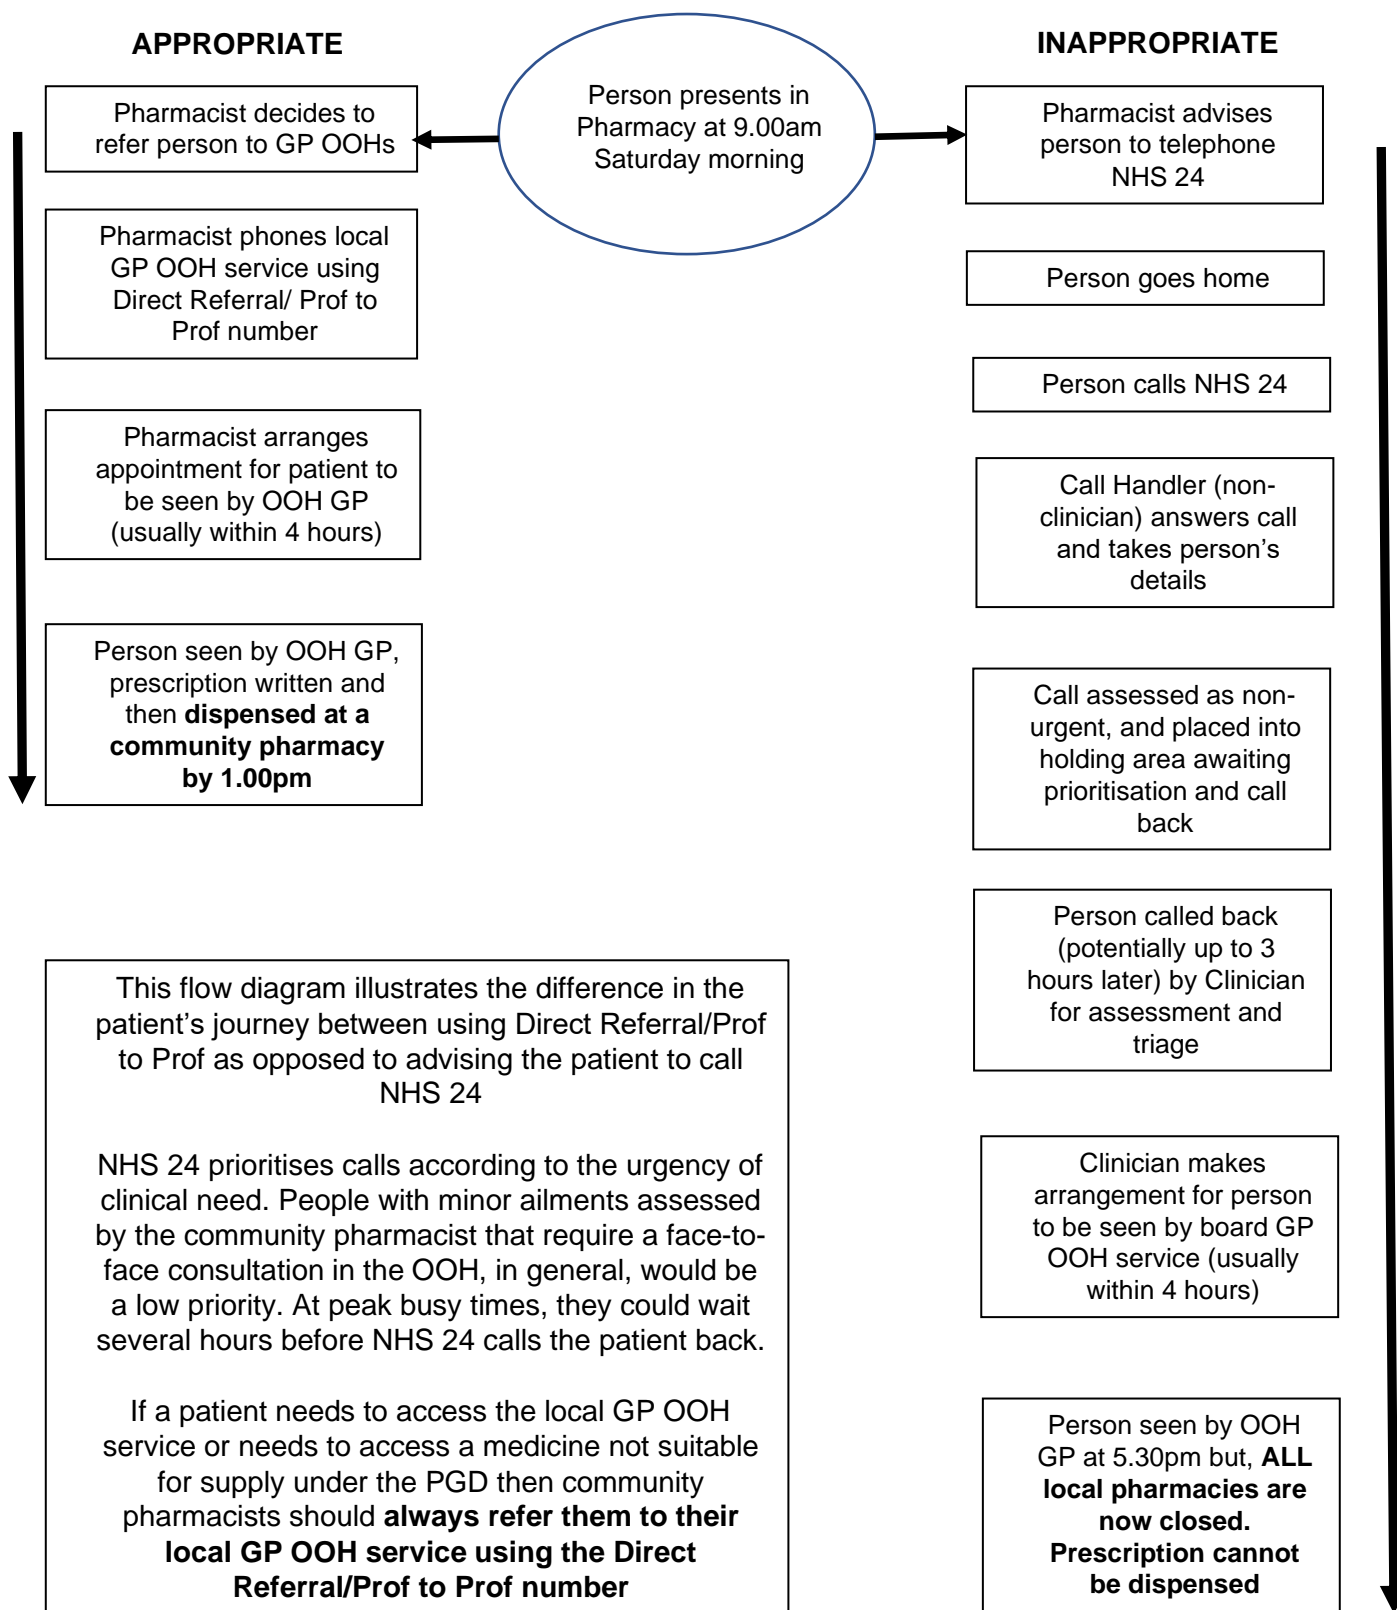 APPROPRIATE
Pharmacist decides to
refer person to GP OOHs
Pharmacist phones local
GP OOH service using
Direct Referral/ Prof to
Prof number
Pharmacist arranges
appointment for patient to
be seen by OOH GP
(usually within 4 hours)
Person seen by OOH GP,
prescription written and
then dispensed at a
community pharmacy
by 1.00pm
Person presents in
Pharmacy at 9.00am
Saturday morning
INAPPROPRIATE
Pharmacist advises
person to telephone
NHS 24
Person goes home
Person calls NHS 24
Call Handler (non-
clinician) answers call
and takes person’s
details
Call assessed as non-
urgent, and placed into
holding area awaiting
prioritisation and call
back
Person called back
(potentially up to 3
hours later) by Clinician
for assessment and
triage
Clinician makes
arrangement for person
to be seen by board GP
OOH service (usually
within 4 hours)
Person seen by OOH
GP at 5.30pm but, ALL
local pharmacies are
now closed.
Prescription cannot
be dispensed
This flow diagram illustrates the difference in the
patient’s journey between using Direct Referral/Prof
to Prof as opposed to advising the patient to call
NHS 24
NHS 24 prioritises calls according to the urgency of
clinical need. People with minor ailments assessed
by the community pharmacist that require a face-to-
face consultation in the OOH, in general, would be
a low priority. At peak busy times, they could wait
several hours before NHS 24 calls the patient back.
If a patient needs to access the local GP OOH
service or needs to access a medicine not suitable
for supply under the PGD then community
pharmacists should always refer them to their
local GP OOH service using the Direct
Referral/Prof to Prof number